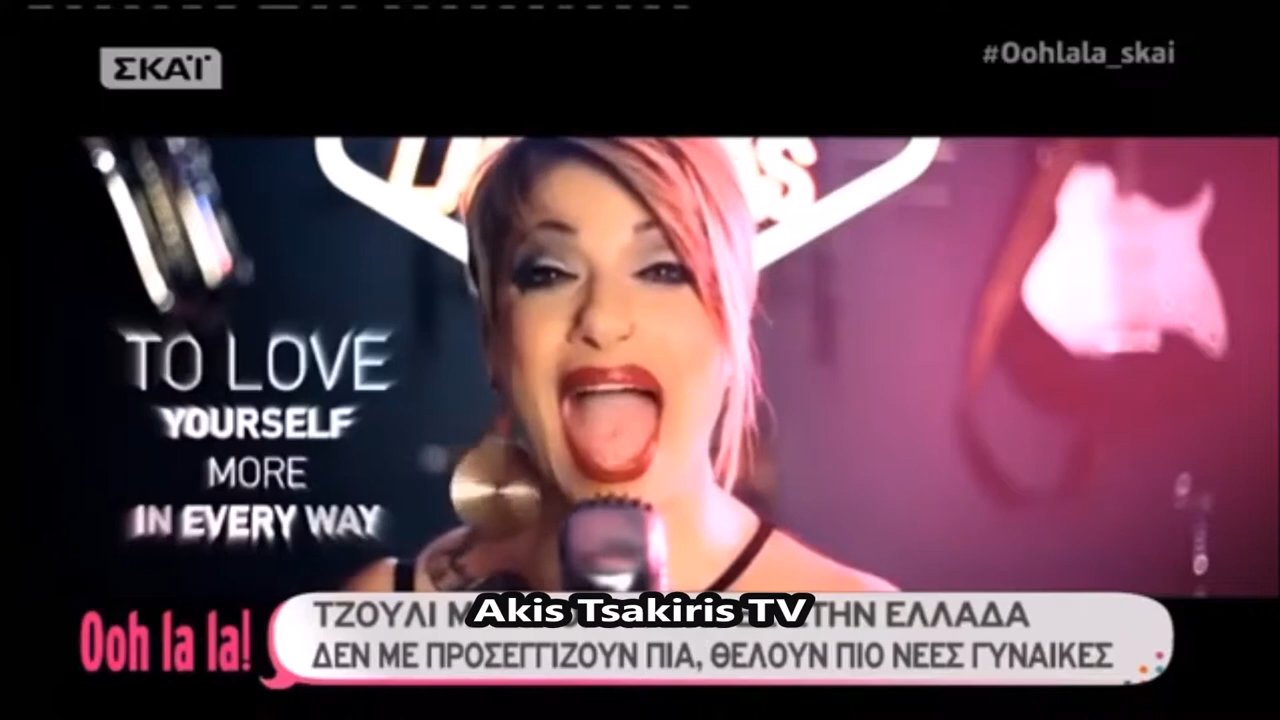 ΣΚΑΪ
#Oohlala_skai
TO LOVE
YOURSELF
MORE
IN EVERY WAY
Ooh la la!
ΤΖΟΥΛΙ ΤΗΝ ΕΛΛΑΔΑ
Akis Tsakiris TV
ΔΕΝ ΜΕ ΠΡΟΣΕΓΓΙΖΟΥΝ ΠΙΑ, ΘΕΛΟΥΝ ΠΙΟ ΝΕΕΣ ΓΥΝΑΙΚΕΣ